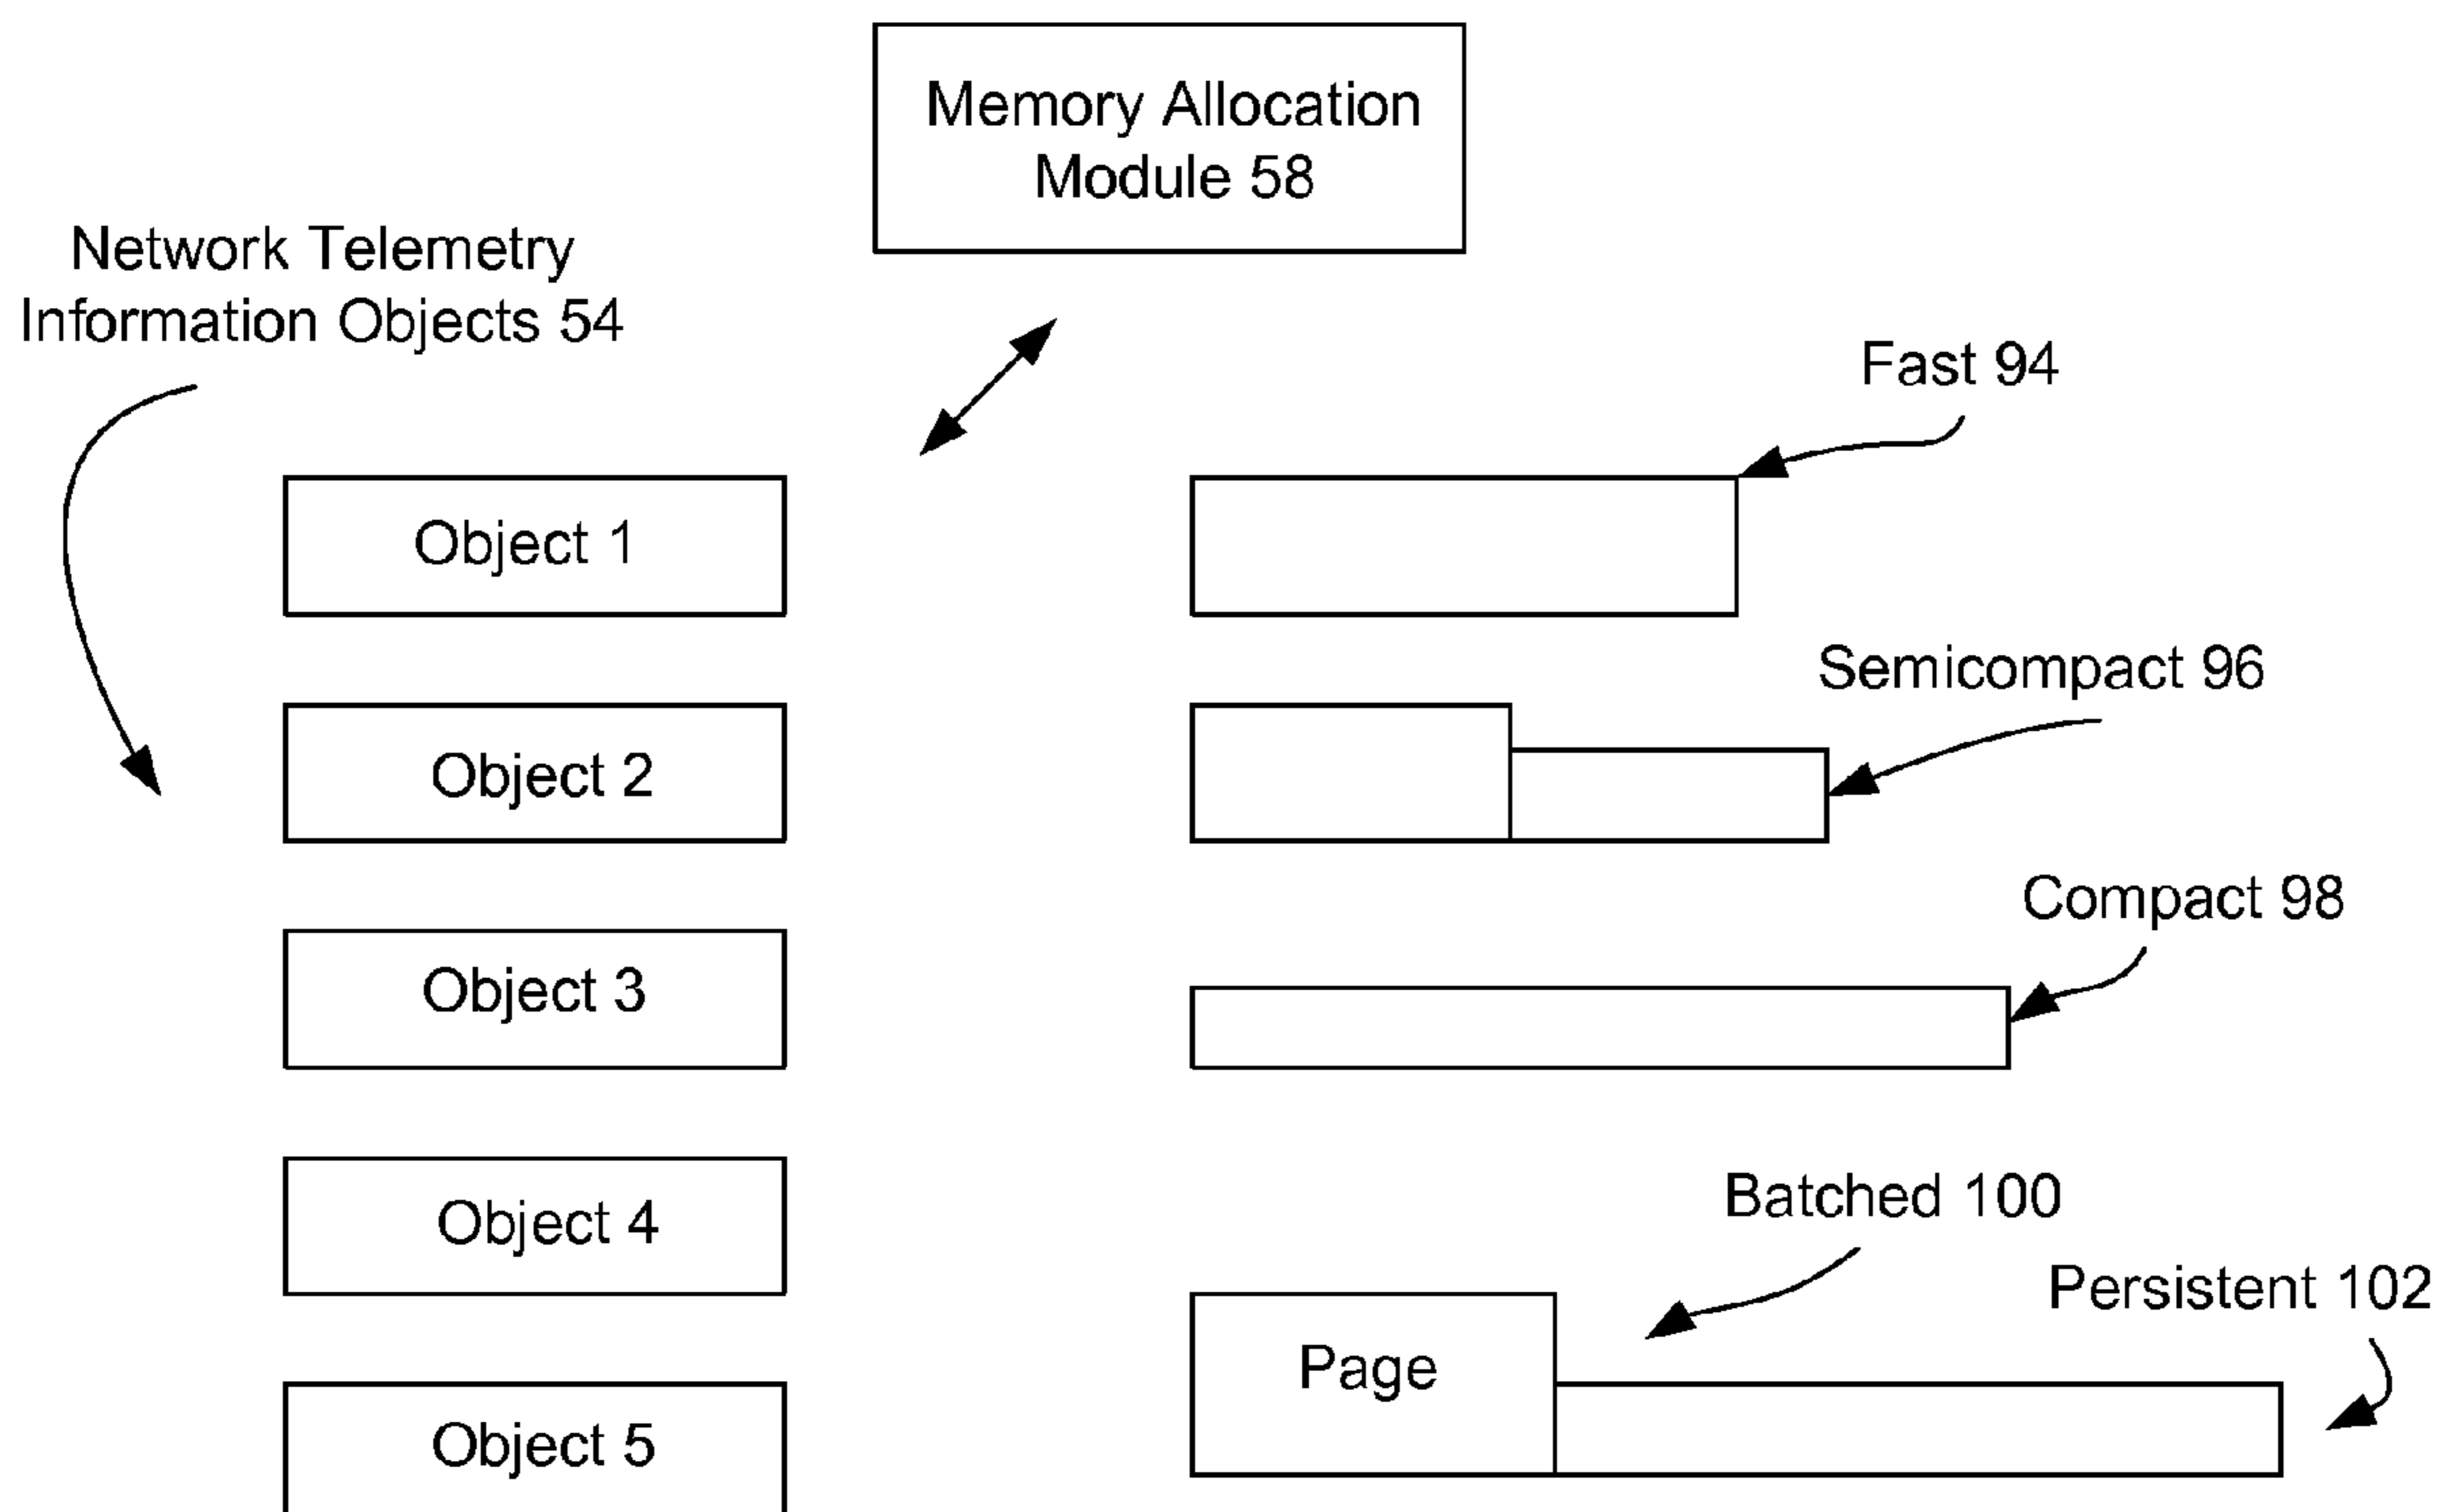 Memory Allocation
Module 58
Network Telemetry
Information Objects 54
Fast 94
Object 1
Semicompact 96
Object 2
Compact 98
Object 3
Batched 100
Object 4
Persistent 102
Page
Object 5